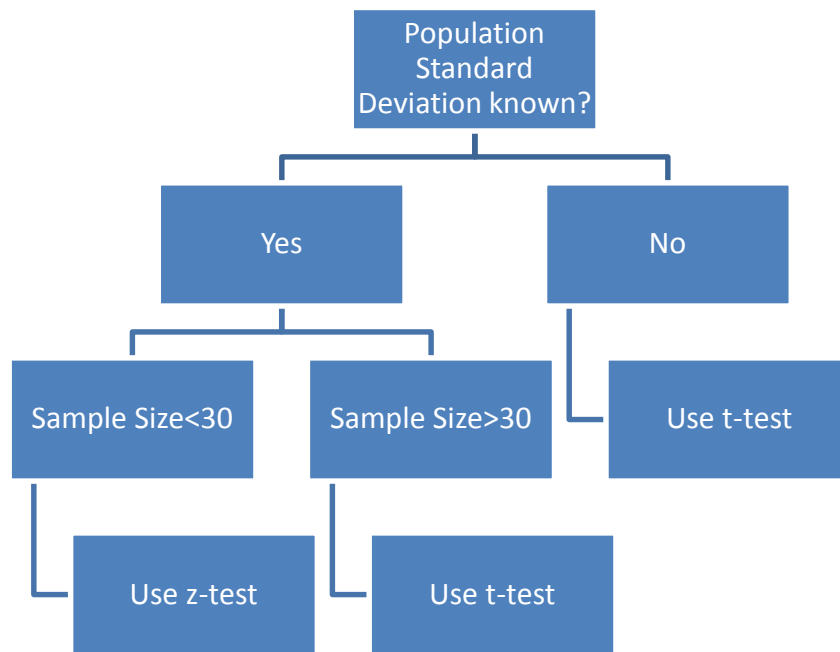 Population
Standard
Deviation known?
Yes
No
Sample Size<30
Sample Size>30
Use t-test
Use z-test
Use t-test